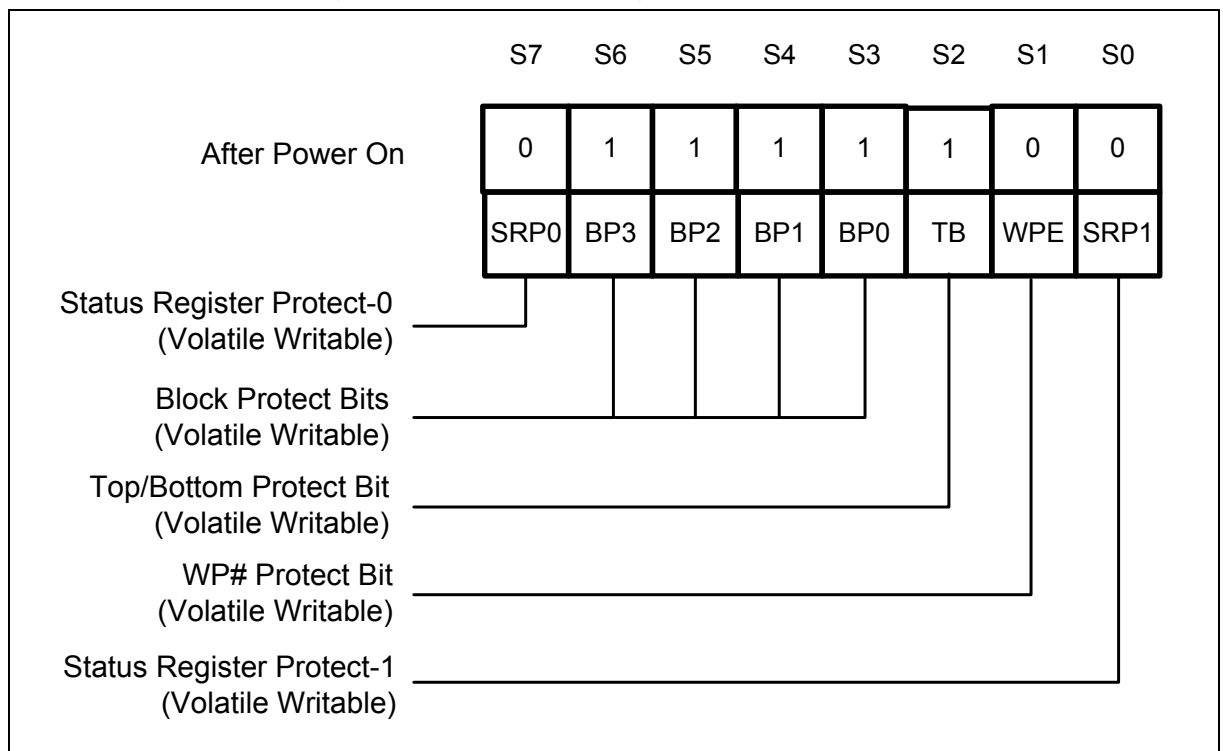 S7 S6 S5 S4 S3 S2 S1 S0
After Power On 0 1 1 1 1 1 0 0
SRP0 BP3 BP2 BP1 BP0 TB WPE SRP1
Status Register Protect-0
(Volatile Writable)
Block Protect Bits
(Volatile Writable)
Top/Bottom Protect Bit
(Volatile Writable)
WP# Protect Bit
(Volatile Writable)
Status Register Protect-1
(Volatile Writable)